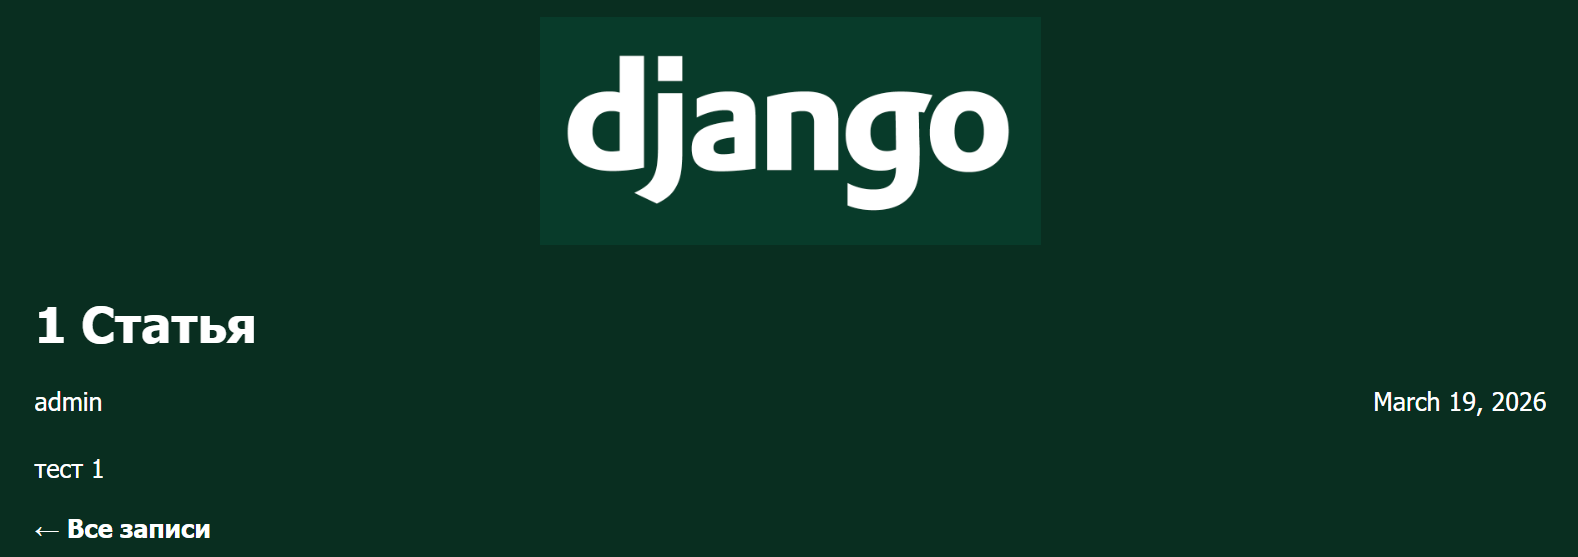 django
1 Статья
admin March 19, 2026
тест 1
← Все записи